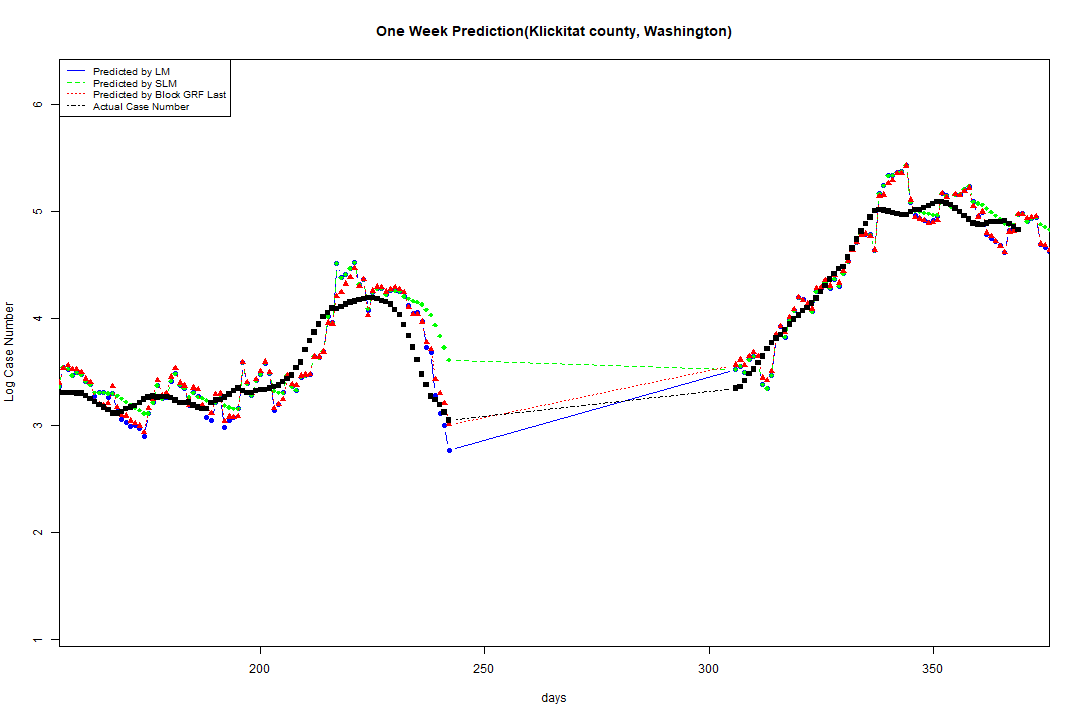 One Week Prediction(Klickitat county, Washington)
Predicted by LM
Predicted by SLM
Predicted by Block GRF Last
Actual Case Number
6
5
4
3
2
1
Log Case Number
200 250 300 350
days